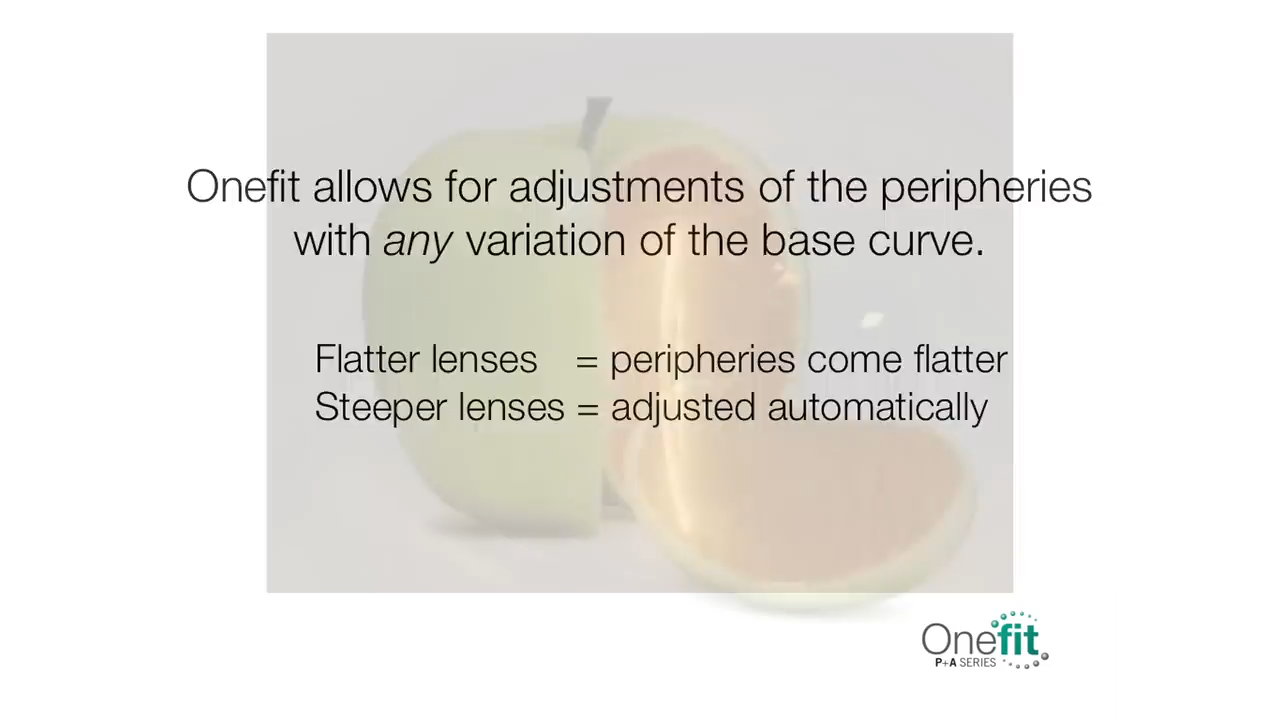 Onefit allows for adjustments of the peripheries
with any variation of the base curve.
Flatter lenses = peripheries come flatter
Steeper lenses = adjusted automatically
Onefit
P+A SERIES